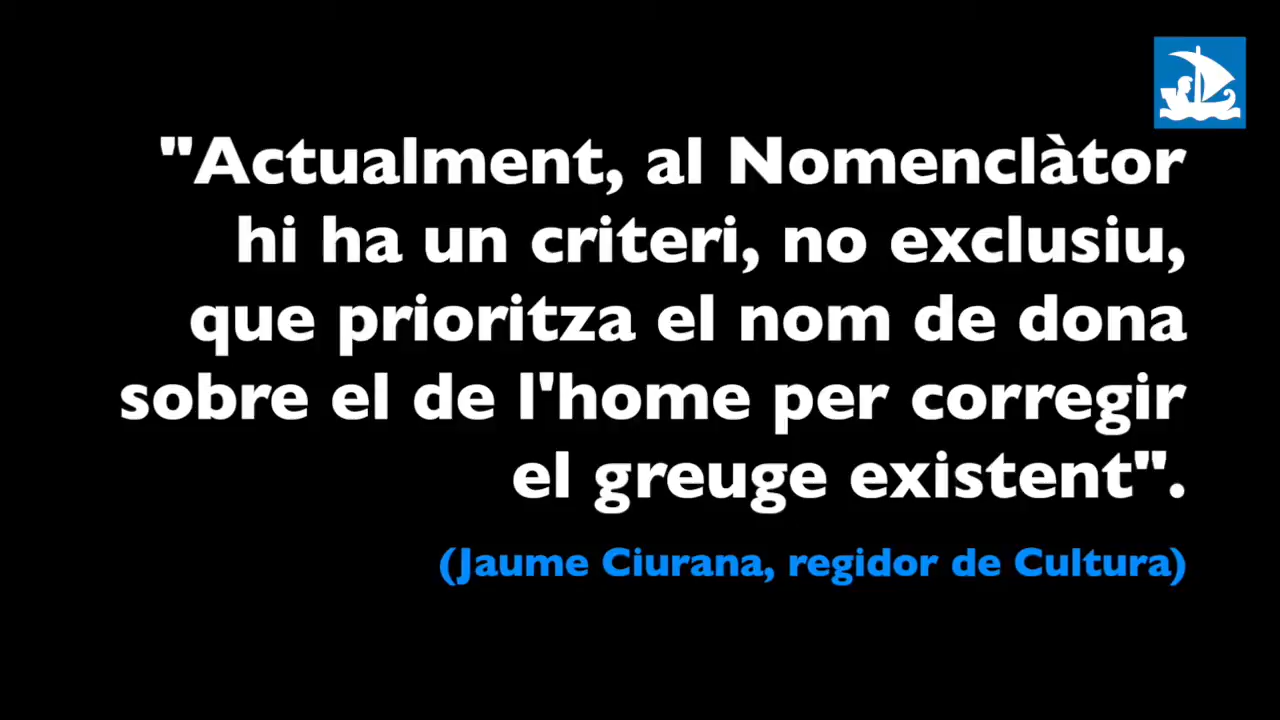 "Actualment, al Nomenclàtor
hi ha un criteri, no exclusiu,
que prioritza el nom de dona
sobre el de l'home per corregir
el greuge existent".
(Jaume Ciurana, regidor de Cultura)